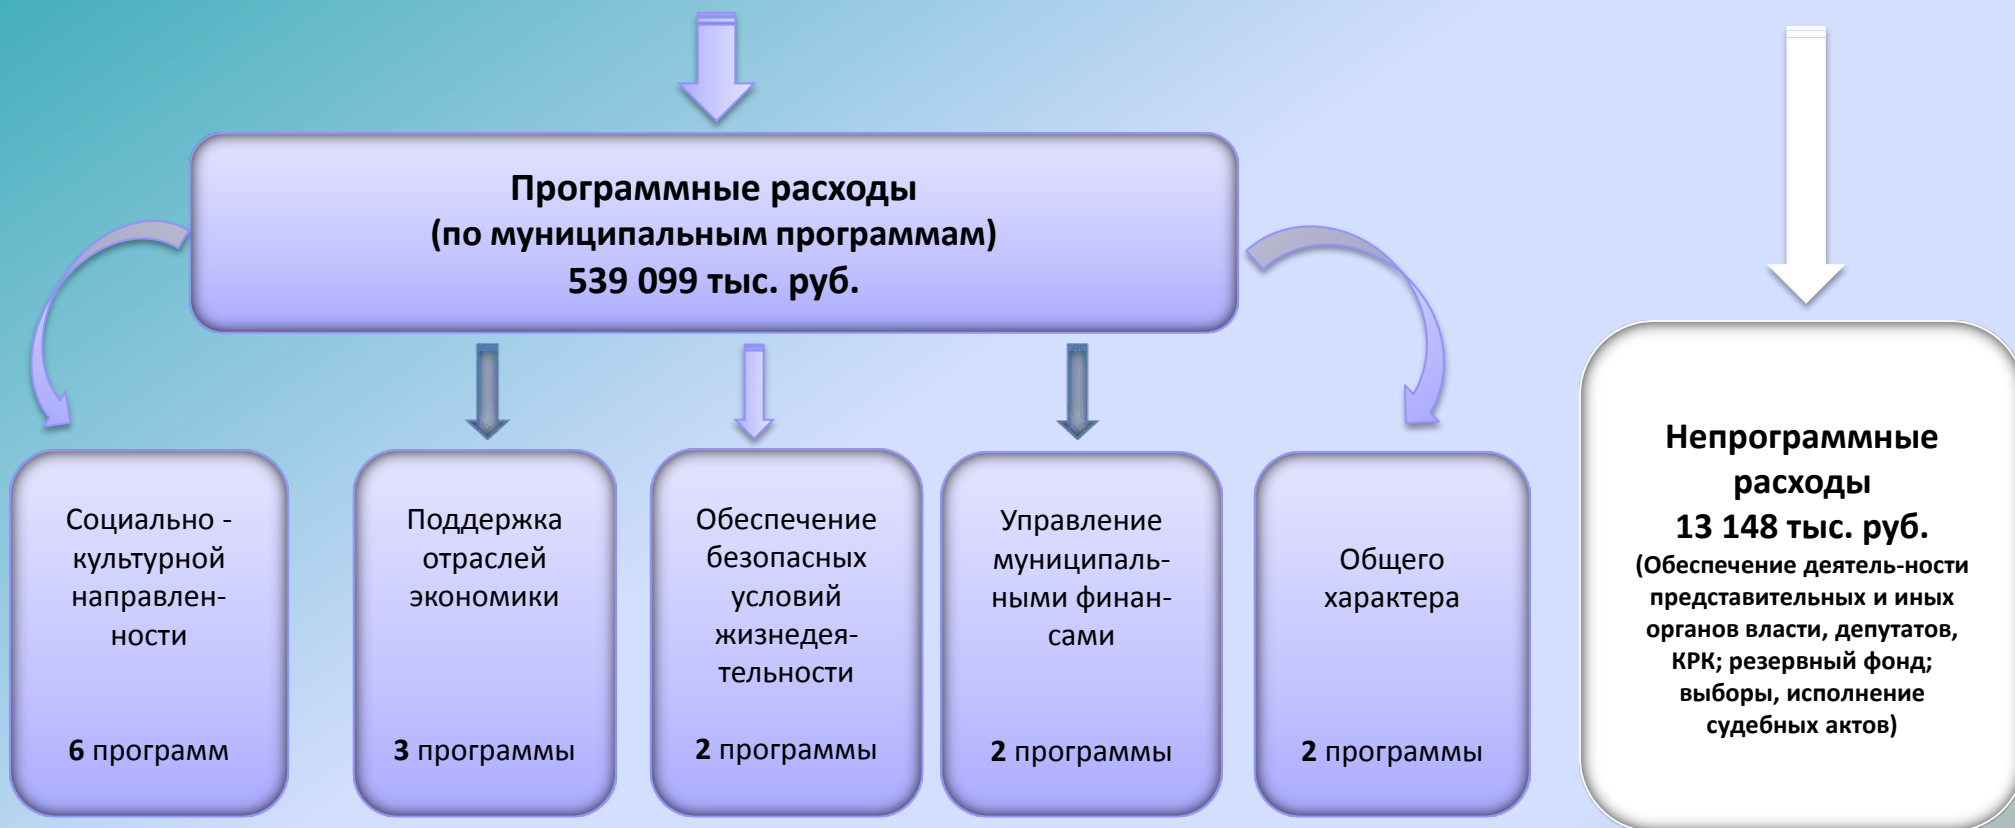 Программные расходы
(по муниципальным программам)
539 099 тыс. руб.
Социально -
культурной
направлен-
ности
6 программ
Поддержка
отраслей
экономики
3 программы
Обеспечение
безопасных
условий
жизнедея-
тельности
2 программы
Управление
муниципаль-
ными финан-
сами
2 программы
Общего
характера
2 программы
Непрограммные
расходы
13 148 тыс. руб.
(Обеспечение деятель-ности
представительных и иных
органов власти, депутатов,
КРК; резервный фонд;
выборы, исполнение
судебных актов)